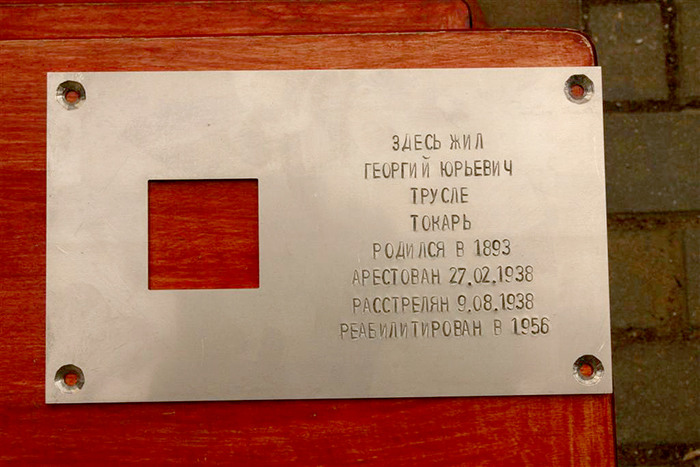 ЗДЕСЬ ЖИЛ
ГЕОРГИЙ ЮРЬЕВИЧ
ТРУСЛЕ
ТОКАРЬ
РОДИЛСЯ В 1893
АРЕСТОВАН 27.02.1938
РАССТРЕЛЯН 9.08.1938
РЕАБИЛИТИРОВАН В 1956